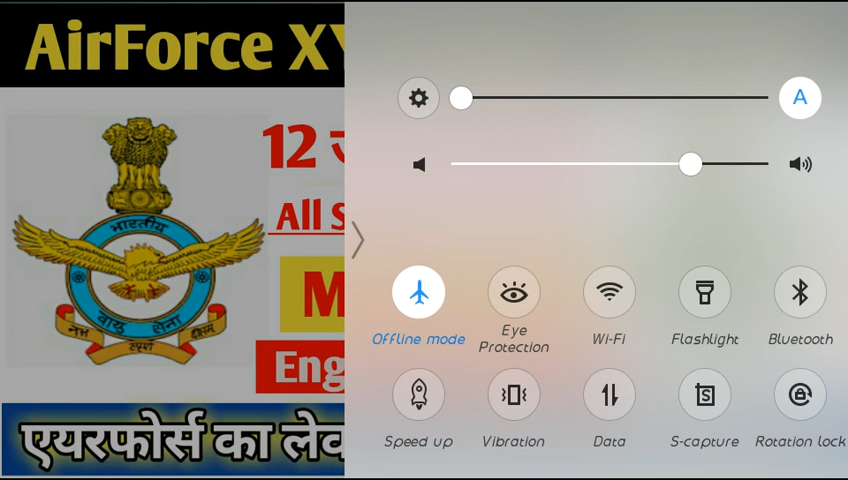 AirForce XY
12
All S
M
Eng
भारतीय
वायु सेना
एयरफोर्स का लेव
A
Offline mode
Eye
Protection
Wi-Fi
Flashlight
Bluetooth
Speed up
Vibration
Data
S-capture
Rotation lock